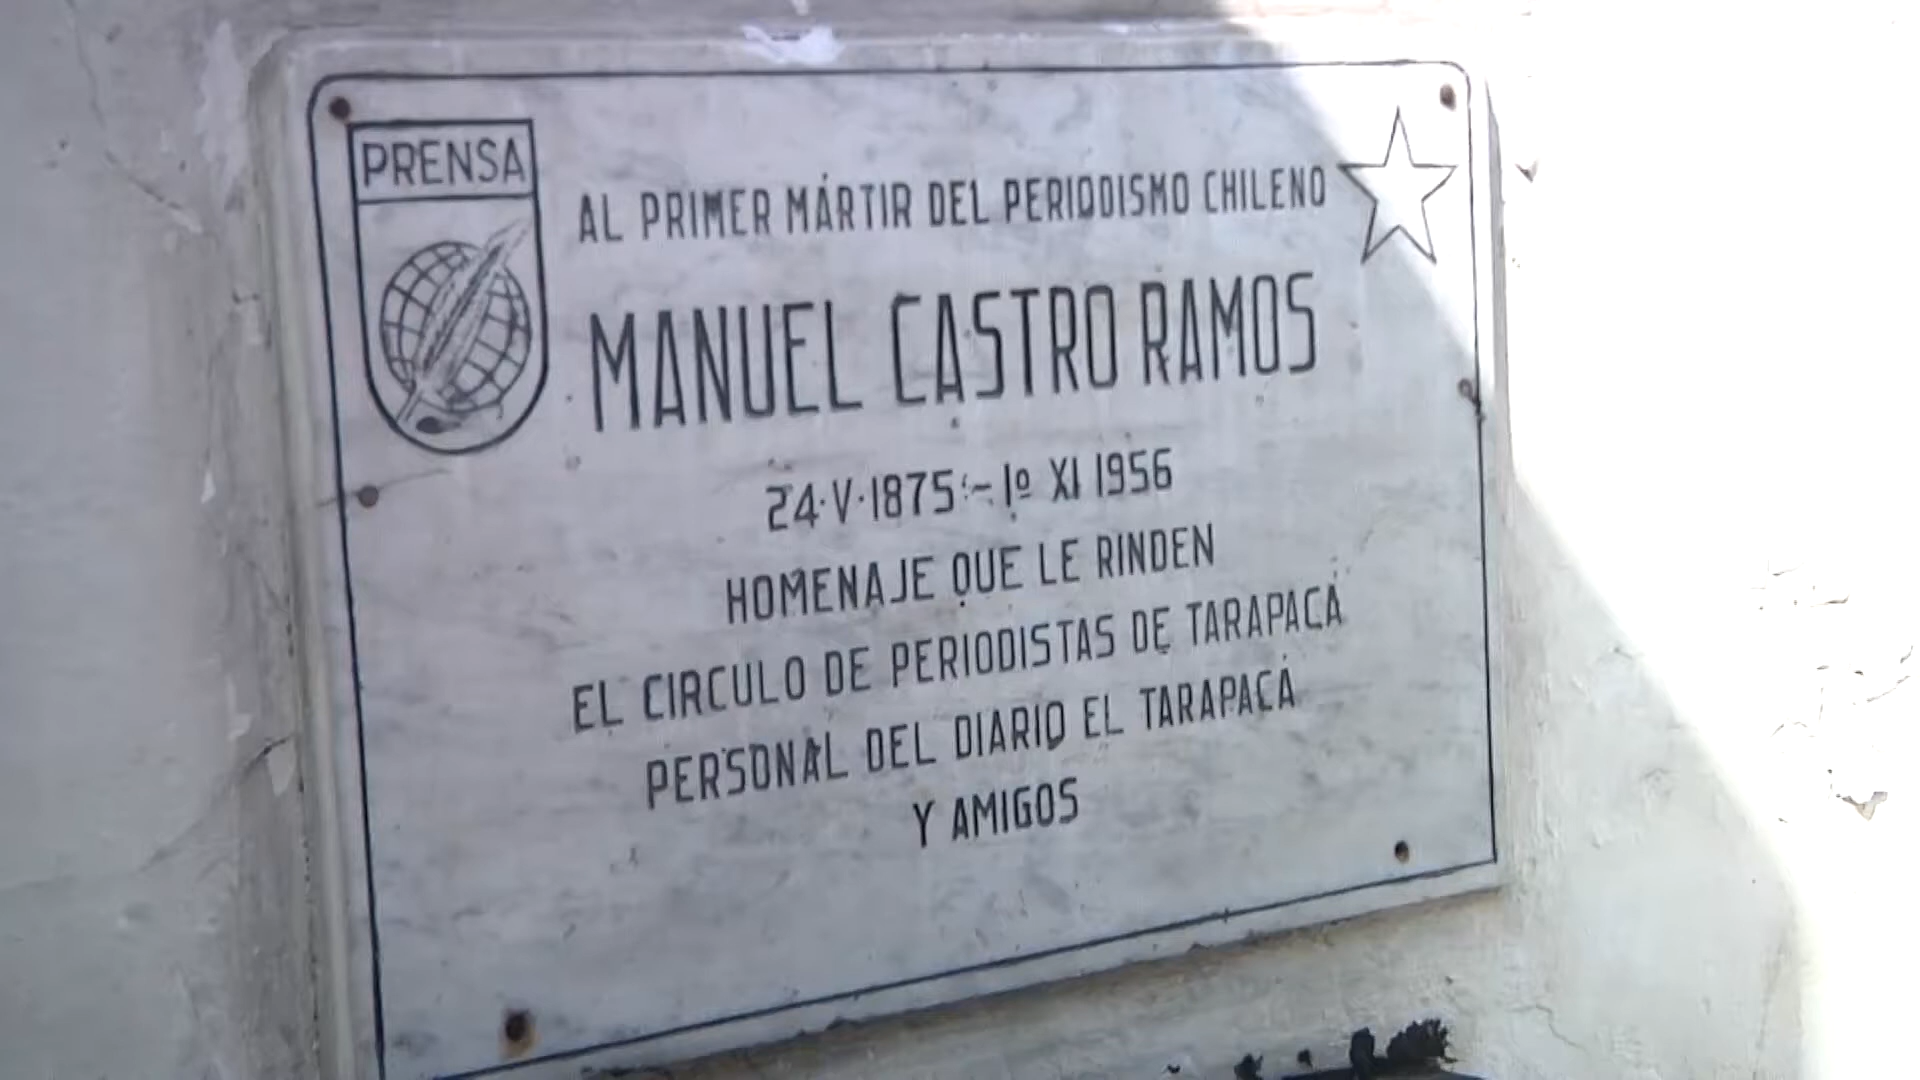 PRENSA
AL PRIMER MÁRTIR DEL PERIODISMO CHILENO
MANUEL CASTRO RAMOS
24·V·1875·-1º XI 1956
HOMENAJE QUE LE RINDEN
EL CIRCULO DE PERIODISTAS DE TARAPACÁ
PERSONAL DEL DIARIO EL TARAPACÁ
Y AMIGOS